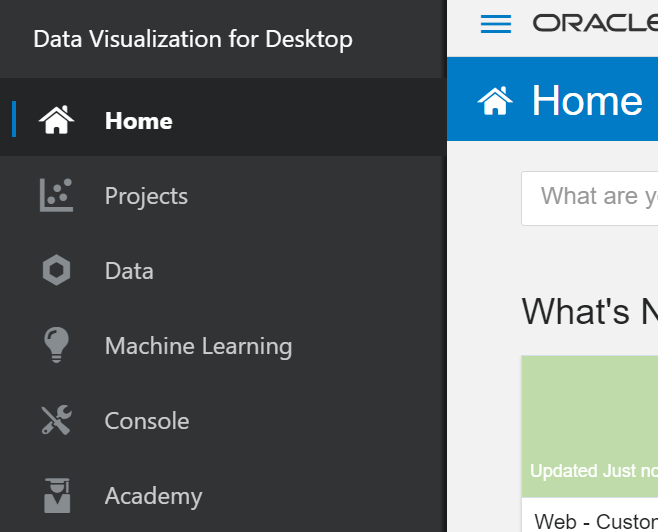 Data Visualization for Desktop
Home
Projects
Data
Machine Learning
Console
Academy
ORACLE
Home
What are y
What's N
Updated Just no
Web - Custom